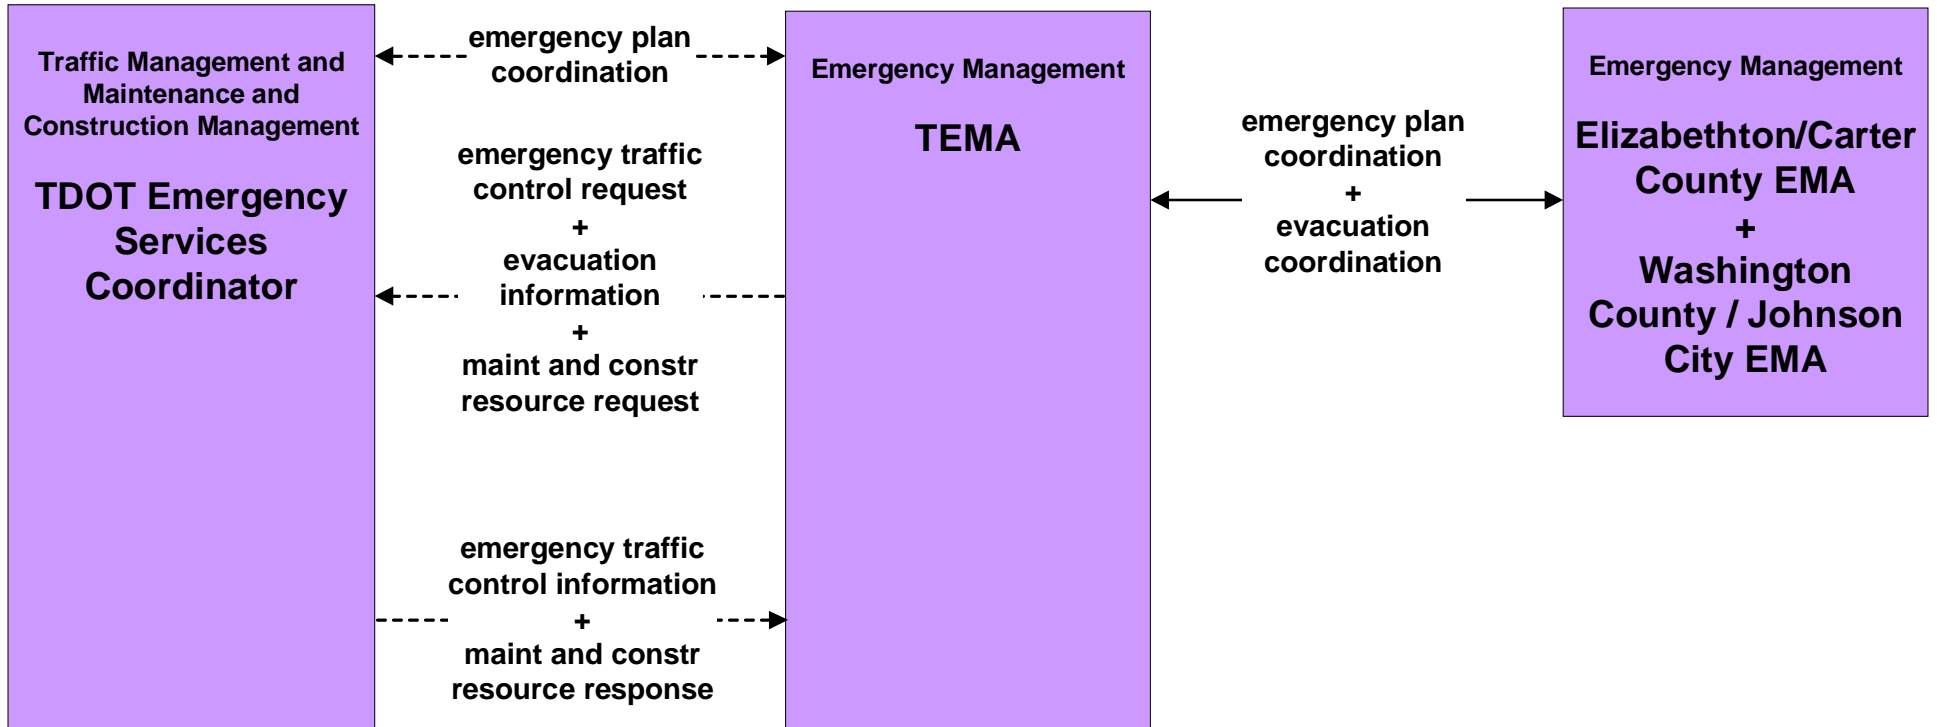 Traffic Management and
Maintenance and
Construction Management
TDOT Emergency
Services
Coordinator
emergency plan
coordination
emergency traffic
control request
+
evacuation
information
+
maint and constr
resource request
emergency traffic
control information
+
maint and constr
resource response
Emergency Management
TEMA
emergency plan
coordination
+
evacuation
coordination
Emergency Management
Elizabethton/Carter
County EMA
+
Washington
County / Johnson
City EMA